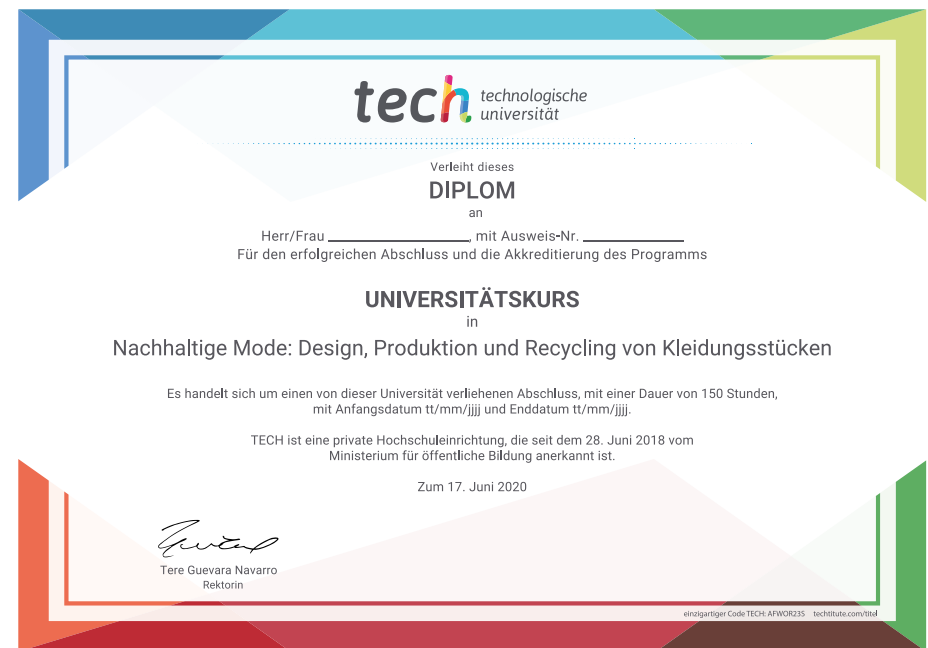 tech technologische
universität
Verleiht dieses
DIPLOM
an
Herr/Frau ____________________, mit Ausweis-Nr. ______________
Für den erfolgreichen Abschluss und die Akkreditierung des Programms
UNIVERSITÄTSKURS
in
Nachhaltige Mode: Design, Produktion und Recycling von Kleidungsstücken
Es handelt sich um einen von dieser Universität verliehenen Abschluss, mit einer Dauer von 150 Stunden,
mit Anfangsdatum tt/mm/jjjj und Enddatum tt/mm/jjjj.
TECH ist eine private Hochschuleinrichtung, die seit dem 28. Juni 2018 vom
Ministerium für öffentliche Bildung anerkannt ist.
Zum 17. Juni 2020
Tere Guevara Navarro
Rektorin
einzigartiger Code TECH: AFWOR23S techtitute.com/titel